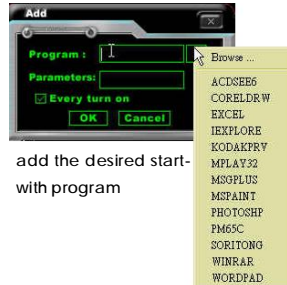 Add
Program :
Browse ...
Parameters:
Every turn on
OK Cancel
add the desired start-
with program
ACDSEE6
CORELDRW
EXCEL
IEXPLORE
KODAKPRV
MPLAY32
MSGPLUS
MSPAINT
PHOTOSHP
PM65C
SORITONG
WINRAR
WORDPAD